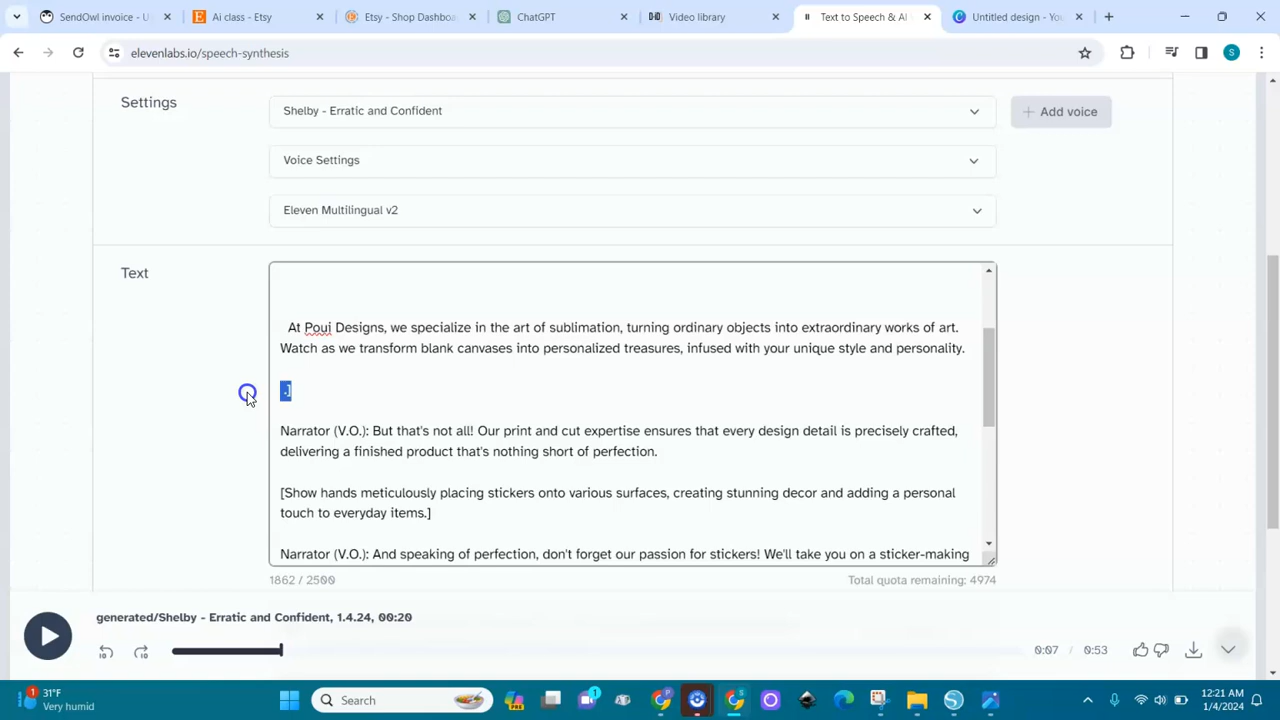 SendOwl invoice - U
Ai class - Etsy
Etsy - Shop Dashboa
ChatGPT
Video library
Text to Speech & AI
Untitled design - Yo
elevenlabs.io/speech-synthesis
S
Settings
Shelby - Erratic and Confident
+ Add voice
Voice Settings
Eleven Multilingual v2
Text
At Poui Designs, we specialize in the art of sublimation, turning ordinary objects into extraordinary works of art.
Watch as we transform blank canvases into personalized treasures, infused with your unique style and personality.
.]
Narrator (V.O.): But that's not all! Our print and cut expertise ensures that every design detail is precisely crafted,
delivering a finished product that's nothing short of perfection.
[Show hands meticulously placing stickers onto various surfaces, creating stunning decor and adding a personal
touch to everyday items.]
Narrator (V.O.): And speaking of perfection, don't forget our passion for stickers! We'll take you on a sticker-making
1862 / 2500
Total quota remaining: 4974
generated/Shelby - Erratic and Confident, 1.4.24, 00:20
0:07 / 0:53
1
31°F
Very humid
Search
1
12:21 AM
1/4/2024